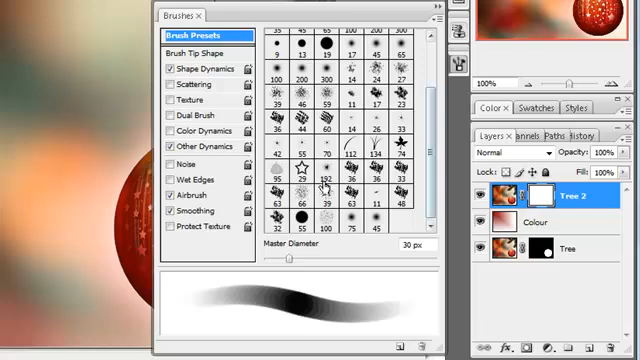 Brushes
Brush Presets
Brush Tip Shape
Shape Dynamics
Scattering
Texture
Dual Brush
Color Dynamics
Other Dynamics
Noise
Wet Edges
Airbrush
Smoothing
Protect Texture
35 45 65 100 200 300
9 13 19 17 45 65
100 200 300 14 24 27
39 46 59 11 17 23
36 44 60 14 26 33
42 55 70 112 134 74
95 29 192 36 36 33
63 66 39 63 11 48
32 55 100 75 45
Master Diameter
30 px
100%
Color Swatches Styles
Layers Paths
Normal Opacity: 100%
Lock: Fill: 100%
Tree 2
Colour
Tree
fx